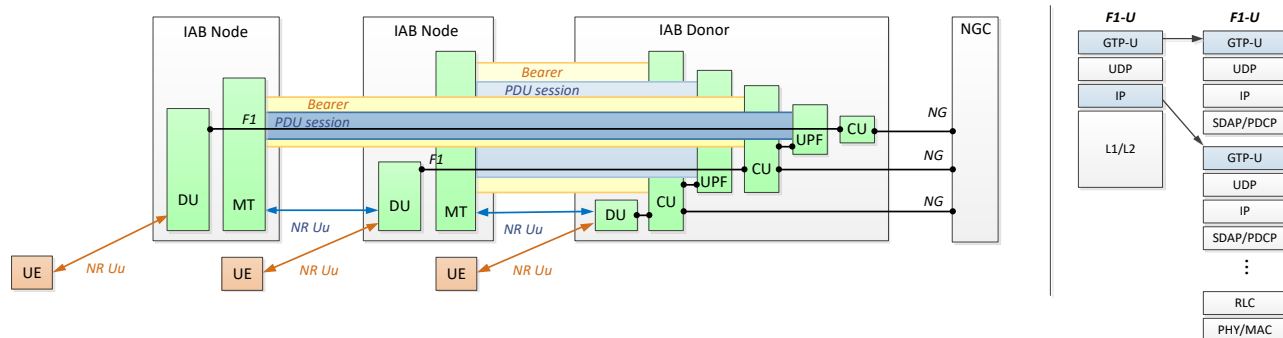 IAB Node
IAB Node
IAB Donor
NGC
Bearer
PDU session
Bearer
F1
PDU session
NG
UPF
CU
F1
NG
UPF
CU
DU
MT
DU
MT
NR Uu
NR Uu
DU
CU
NG
UE
NR Uu
UE
NR Uu
UE
NR Uu
F1-U
F1-U
GTP-U
GTP-U
UDP
UDP
IP
IP
L1/L2
SDAP/PDCP
GTP-U
UDP
IP
SDAP/PDCP
RLC
PHY/MAC